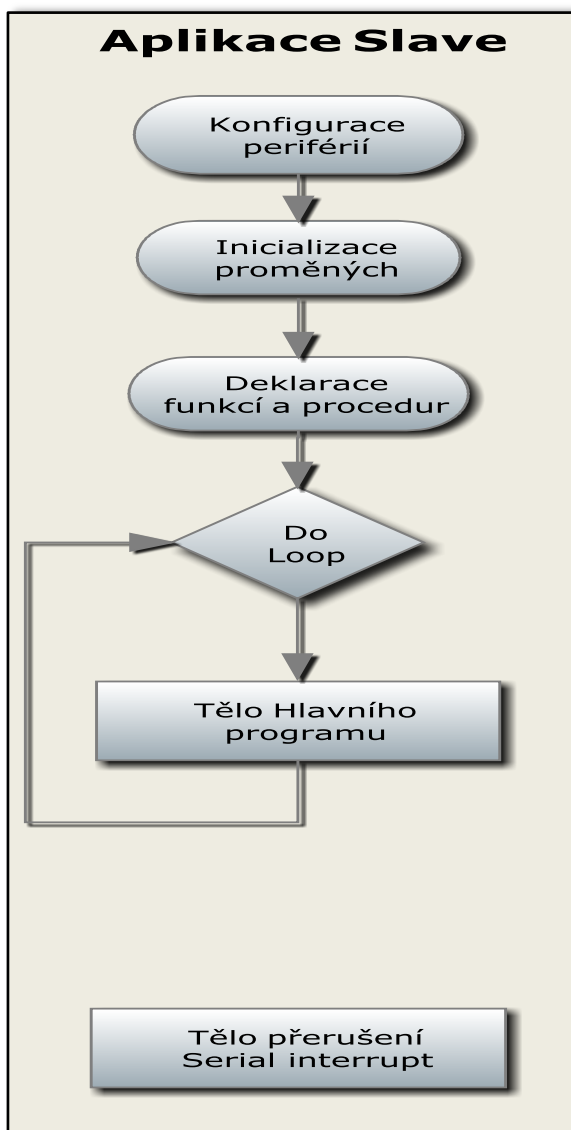 Aplikace Slave
Konfigurace
periférií
Inicializace
proměných
Deklarace
funkcí a procedur
Do
Loop
Tělo Hlavního
programu
Tělo přerušení
Serial interrupt